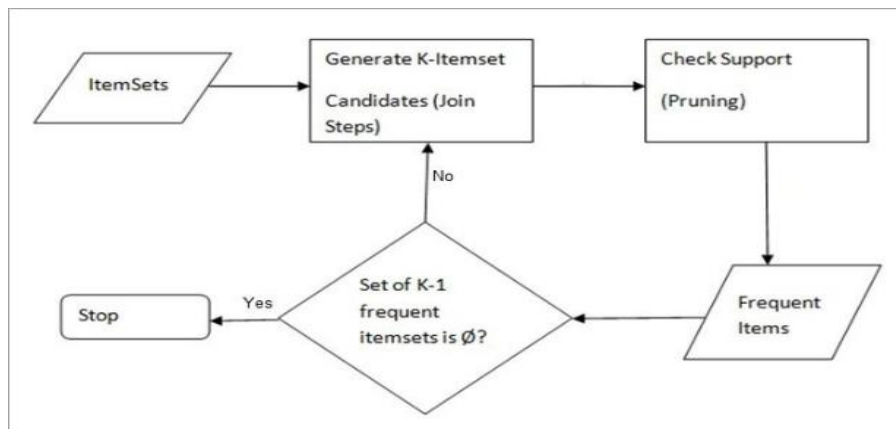 ItemSets
Generate K-Itemset
Candidates (Join
Steps)
Check Support
(Pruning)
No
Set of K-1
frequent
itemsets is Ø?
Yes
Stop
Frequent
Items